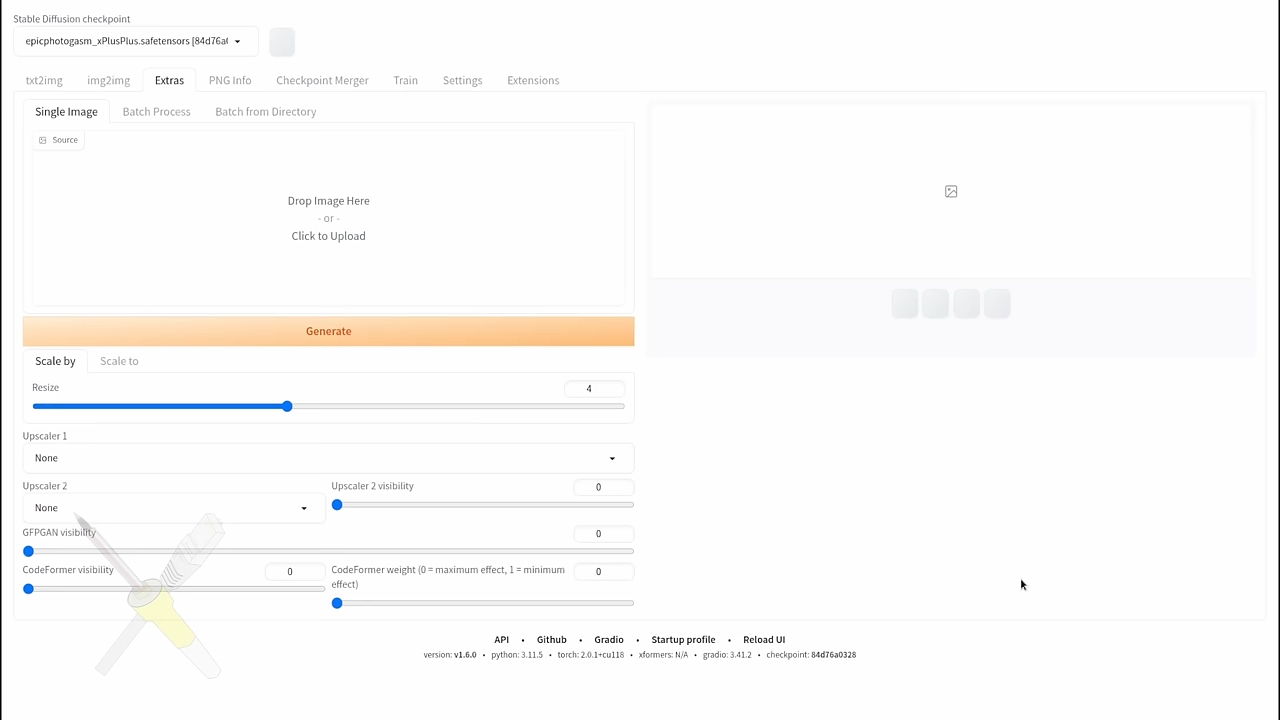 Stable Diffusion checkpoint
epicphotogasm_xPlusPlus.safetensors [84d76a
txt2img img2img Extras PNG Info Checkpoint Merger Train Settings Extensions
Single Image Batch Process Batch from Directory
Source
Drop Image Here
- or -
Click to Upload
Generate
Scale by Scale to
Resize 4
Upscaler 1
None
Upscaler 2 Upscaler 2 visibility 0
None
GFPGAN visibility 0
CodeFormer visibility 0 CodeFormer weight (0 = maximum effect, 1 = minimum effect) 0
API • Github • Gradio • Startup profile • Reload UI
version: v1.6.0 • python: 3.11.5 • torch: 2.0.1+cu118 • xformers: N/A • gradio: 3.41.2 • checkpoint: 84d76a0328